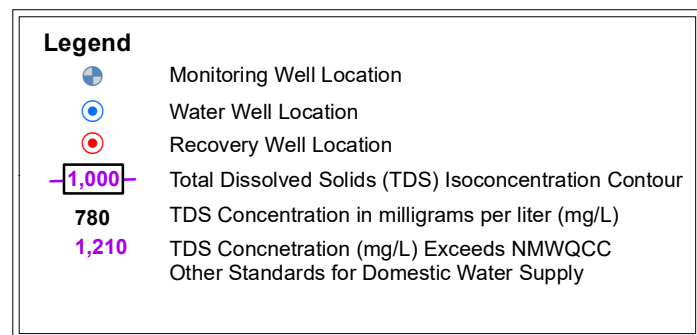 Legend
Monitoring Well Location
Water Well Location
Recovery Well Location
1,000 Total Dissolved Solids (TDS) Isoconcentration Contour
780 TDS Concentration in milligrams per liter (mg/L)
1,210 TDS Concnetration (mg/L) Exceeds NMWQCC
Other Standards for Domestic Water Supply